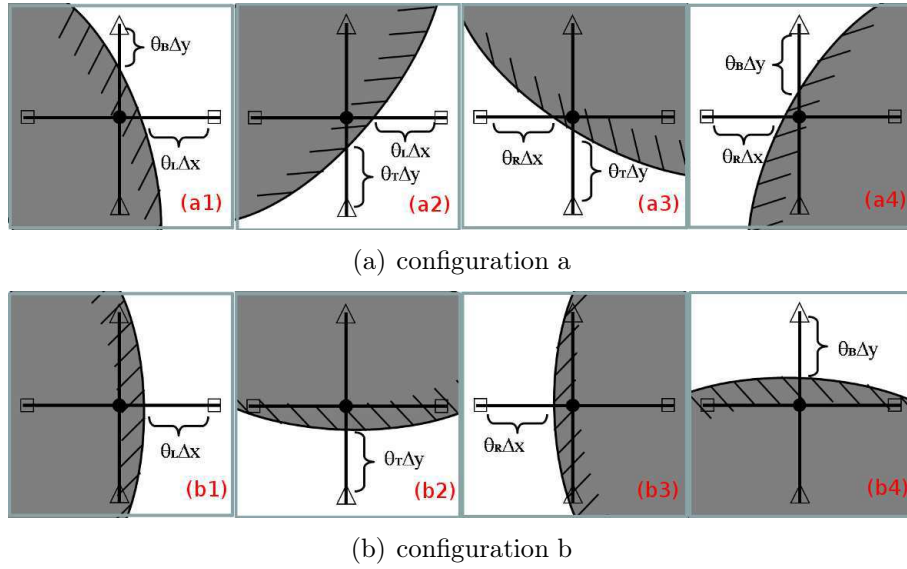 θBΔy
θLΔx
(a1)
θLΔx
θTΔy
(a2)
θRΔx
θTΔy
(a3)
θBΔy
θRΔx
(a4)
(a) configuration a
θLΔx
(b1)
θTΔy
(b2)
θRΔx
(b3)
θBΔy
(b4)
(b) configuration b